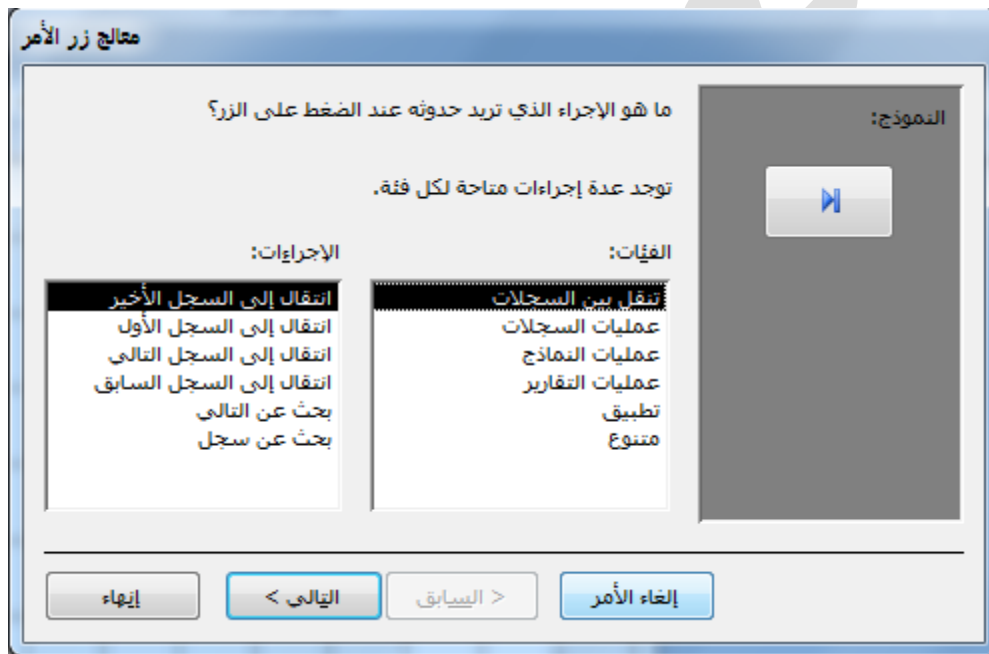 معالج زر الأمر
النموذج:
ما هو الإجراء الذي تريد حدوثه عند الضغط على الزر؟
توجد عدة إجراءات متاحة لكل فئة.
الفئات:
تنقل بين السجلات
عمليات السجلات
عمليات النماذج
عمليات التقارير
تطبيق
متنوع
الإجراءات:
انتقال إلى السجل الأخير
انتقال إلى السجل الأول
انتقال إلى السجل التالي
انتقال إلى السجل السابق
بحث عن التالي
بحث عن سجل
إلغاء الأمر
< السابق
التالي >
إنهاء